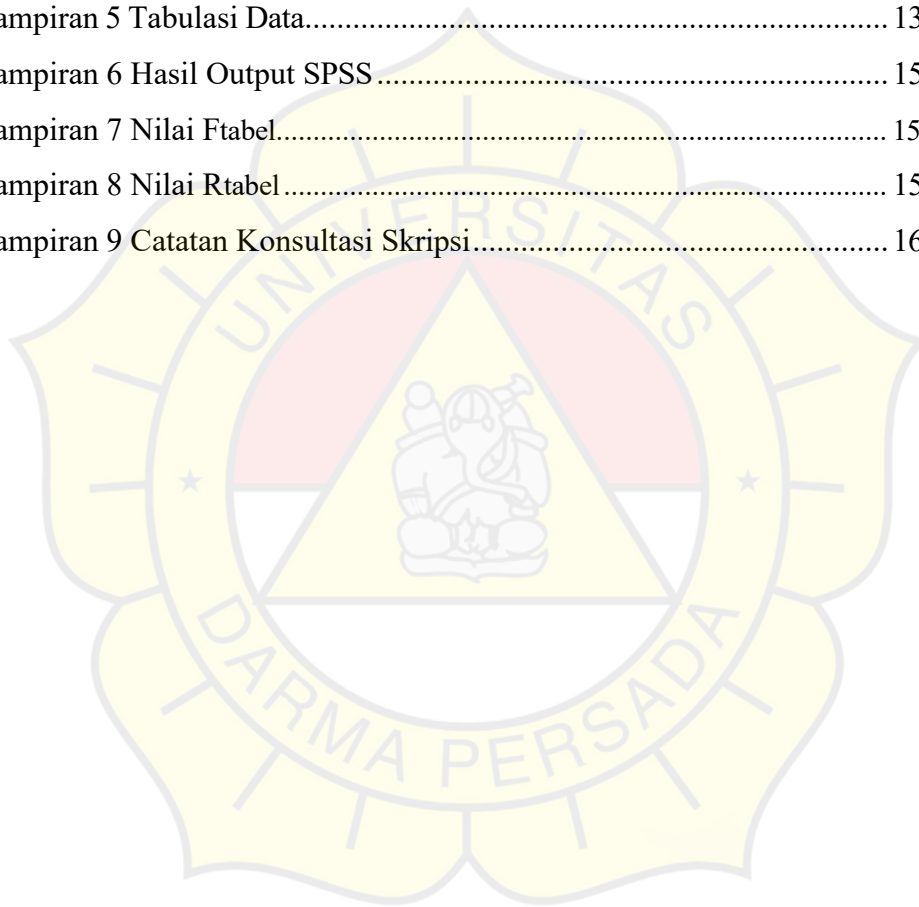 ampiran 5 Tabulasi Data.......................................................................... 13
ampiran 6 Hasil Output SPSS................................................................. 15
ampiran 7 Nilai Ftabel.............................................................................. 15
ampiran 8 Nilai Rtabel............................................................................. 15
ampiran 9 Catatan Konsultasi Skripsi..................................................... 16
UNIVERSITAS
DARMA PERSADA